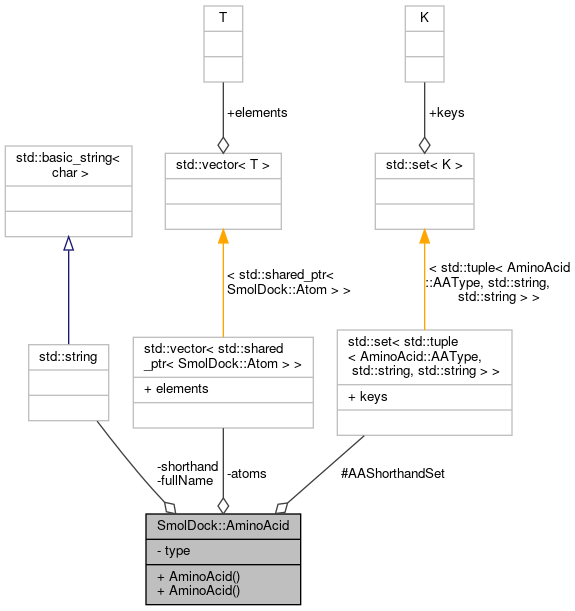 T
K
+elements
+keys
std::basic_string<
char >
std::vector< T >
std::set< K >
< std::shared_ptr<
SmolDock::Atom > >
< std::tuple< AminoAcid
::AAType, std::string,
std::string > >
std::string
std::vector< std::shared
_ptr< SmolDock::Atom > >
+ elements
std::set< std::tuple
< AminoAcid::AAType,
std::string, std::string > >
+ keys
-shorthand
-fullName
-atoms
#AAShorthandSet
SmolDock::AminoAcid
- type
+ AminoAcid()
+ AminoAcid()